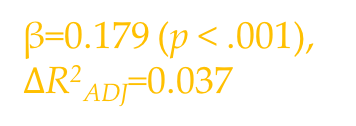 β=0.179 (p < .001),
ΔR²ADJ=0.037